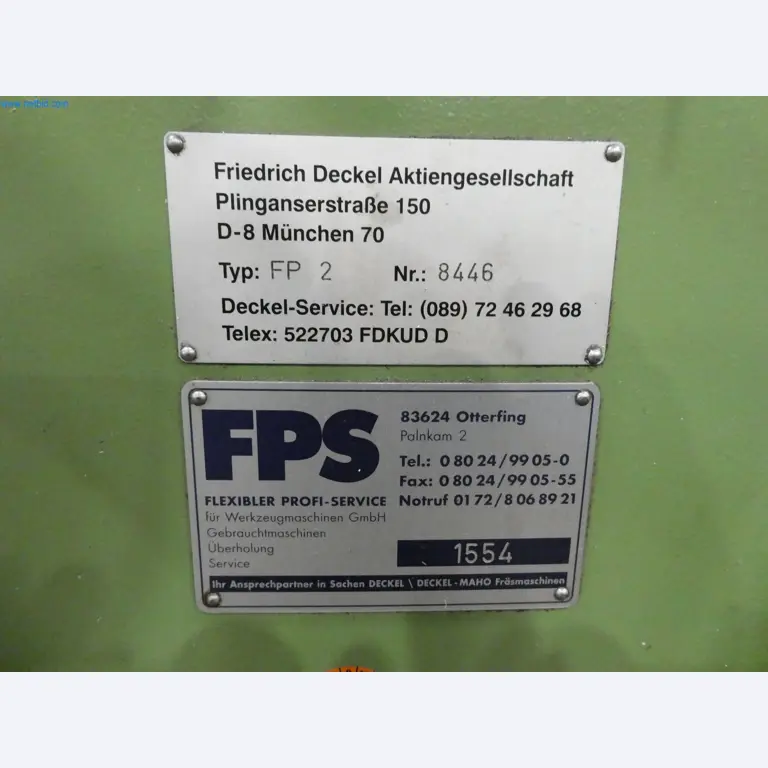 www.netbid.com
Friedrich Deckel Aktiengesellschaft
Plinganserstraße 150
D-8 München 70
Typ: FP 2 Nr.: 8446
Deckel-Service: Tel: (089) 72 46 29 68
Telex: 522703 FDKUD D
FPS
FLEXIBLER PROFI-SERVICE
für Werkzeugmaschinen GmbH
Gebrauchtmaschinen
Überholung
Service
83624 Otterfing
Palnkam 2
Tel.: 0 80 24/99 05-0
Fax: 0 80 24/99 05-55
Notruf 01 72/8 06 89 21
1554
Ihr Ansprechpartner in Sachen DECKEL \ DECKEL-MAHO Fräsmaschinen